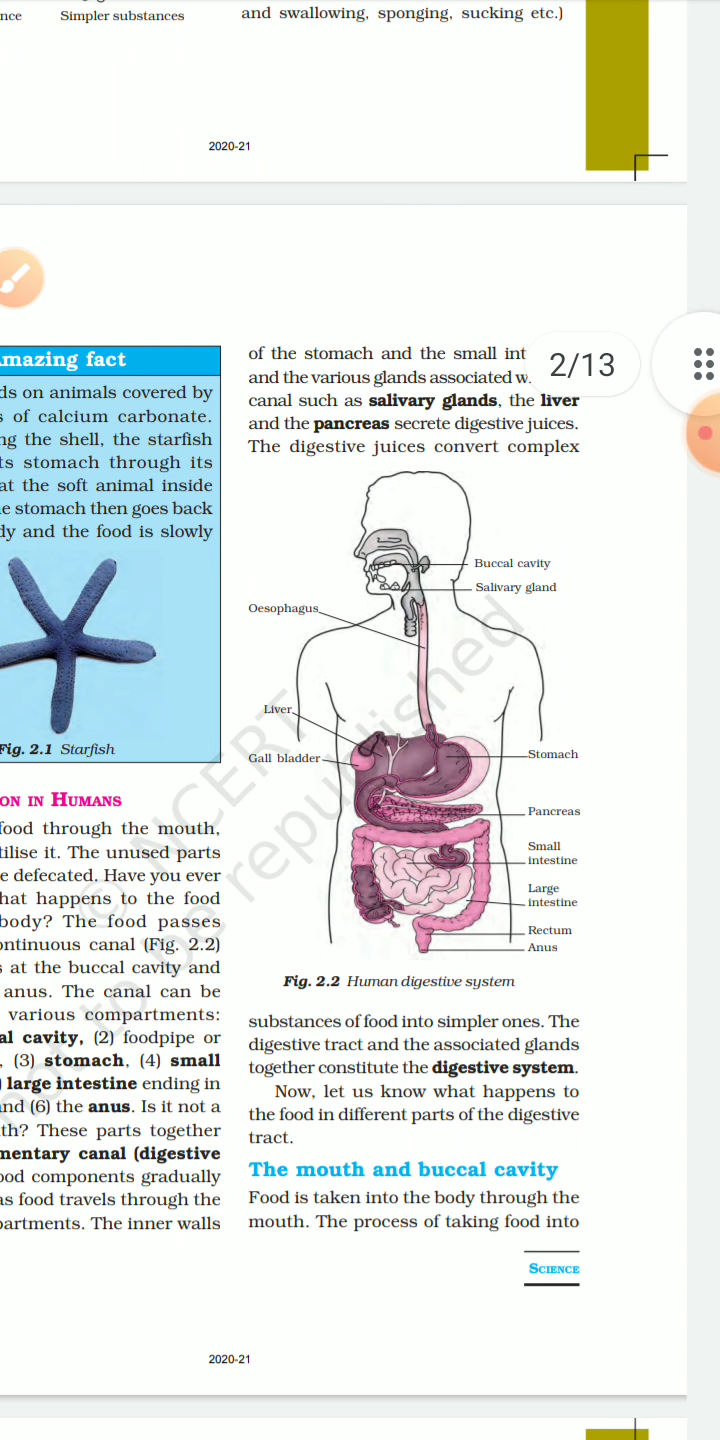 nce
Simpler substances
and swallowing, sponging, sucking etc.)
2020-21
2/13
mazing fact
ds on animals covered by
s of calcium carbonate.
ng the shell, the starfish
ts stomach through its
at the soft animal inside
e stomach then goes back
dy and the food is slowly
Fig. 2.1 Starfish
ON IN HUMANS
food through the mouth,
tilise it. The unused parts
e defecated. Have you ever
hat happens to the food
body? The food passes
ontinuous canal (Fig. 2.2)
s at the buccal cavity and
anus. The canal can be
various compartments:
al cavity, (2) foodpipe or
, (3) stomach, (4) small
) large intestine ending in
nd (6) the anus. Is it not a
th? These parts together
mentary canal (digestive
ood components gradually
as food travels through the
partments. The inner walls
of the stomach and the small int
and the various glands associated w
canal such as salivary glands, the liver
and the pancreas secrete digestive juices.
The digestive juices convert complex
Buccal cavity
Salivary gland
Oesophagus
Liver
Gall bladder
Stomach
Pancreas
Small
intestine
Large
intestine
Rectum
Anus
Fig. 2.2 Human digestive system
substances of food into simpler ones. The
digestive tract and the associated glands
together constitute the digestive system.
Now, let us know what happens to
the food in different parts of the digestive
tract.
The mouth and buccal cavity
Food is taken into the body through the
mouth. The process of taking food into
SCIENCE
2020-21
© NCERT
not to be republished